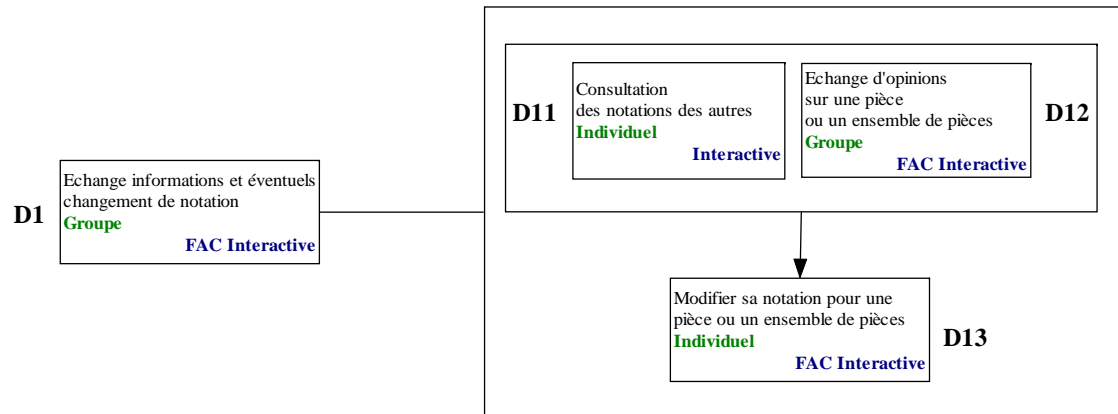 D1
Echange informations et éventuels
changement de notation
Groupe
FAC Interactive
D11
Consultation
des notations des autres
Individuel
Interactive
Echange d'opinions
sur une pièce
ou un ensemble de pièces
Groupe
FAC Interactive
D12
Modifier sa notation pour une
pièce ou un ensemble de pièces
Individuel
FAC Interactive
D13